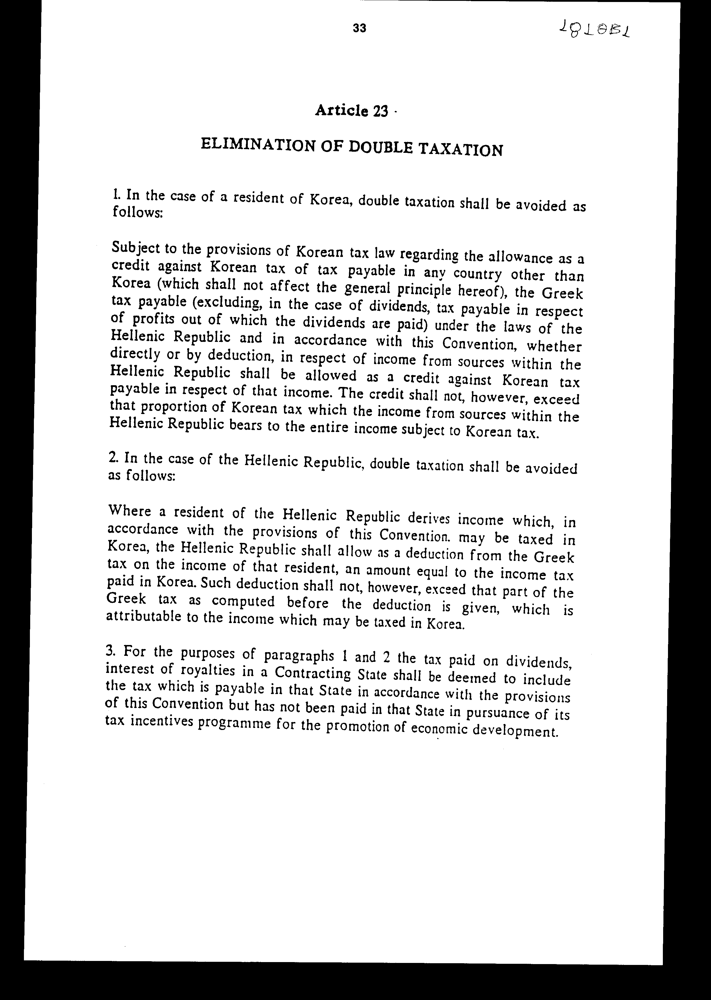 33
Article 23
ELIMINATION OF DOUBLE TAXATION
1. In the case of a resident of Korea, double taxation shall be avoided as
follows:
Subject to the provisions of Korean tax law regarding the allowance as a
credit against Korean tax of tax payable in any country other than
Korea (which shall not affect the general principle hereof), the Greek
tax payable (excluding, in the case of dividends, tax payable in respect
of profits out of which the dividends are paid) under the laws of the
Hellenic Republic and in accordance with this Convention, whether
directly or by deduction, in respect of income from sources within the
Hellenic Republic shall be allowed as a credit against Korean tax
payable in respect of that income. The credit shall not, however, exceed
that proportion of Korean tax which the income from sources within the
Hellenic Republic bears to the entire income subject to Korean tax.
2. In the case of the Hellenic Republic, double taxation shall be avoided
as follows:
Where a resident of the Hellenic Republic derives income which, in
accordance with the provisions of this Convention. may be taxed in
Korea, the Hellenic Republic shall allow as a deduction from the Greek
tax on the income of that resident, an amount equal to the income tax
paid in Korea. Such deduction shall not, however, exceed that part of the
Greek tax as computed before the deduction is given, which is
attributable to the income which may be taxed in Korea.
3. For the purposes of paragraphs 1 and 2 the tax paid on dividends,
interest of royalties in a Contracting State shall be deemed to include
the tax which is payable in that State in accordance with the provisions
of this Convention but has not been paid in that State in pursuance of its
tax incentives programme for the promotion of economic development.